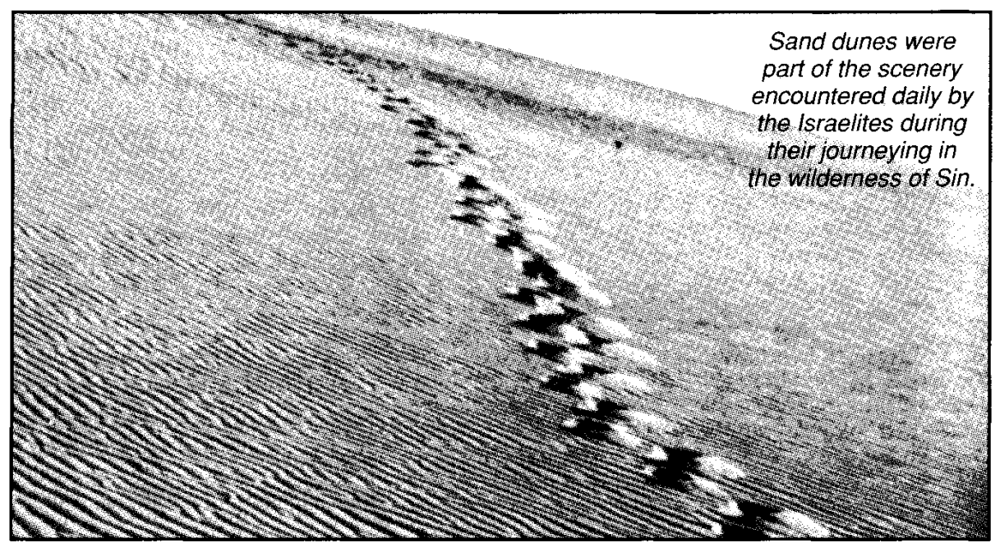 Sand dunes were
part of the scenery
encountered daily by
the Israelites during
their journeying in
the wilderness of Sin.